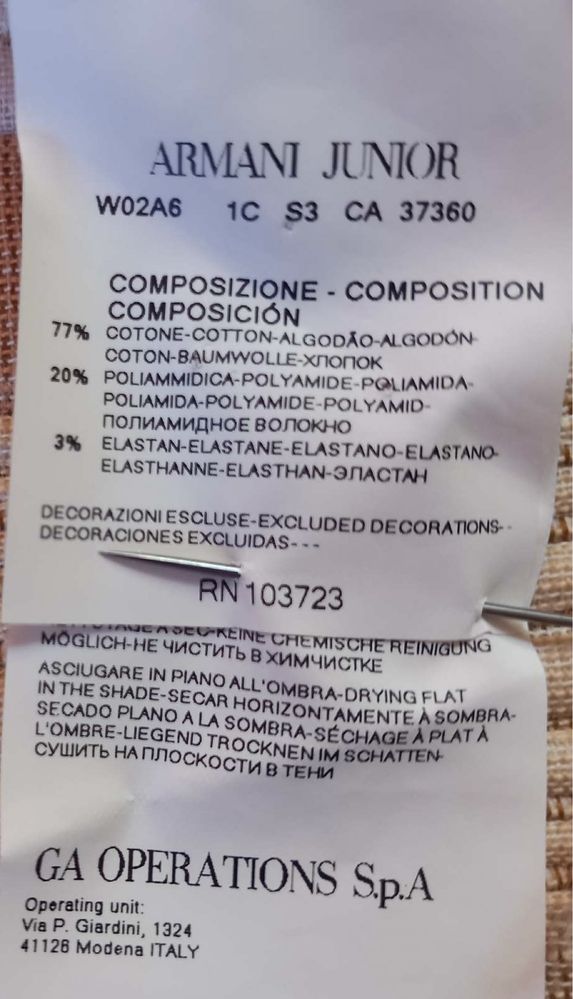 ARMANI JUNIOR
W02A6 1C S3 CA 37360
COMPOSIZIONE - COMPOSITION
COMPOSICIÓN
77% COTONE-COTTON-ALGODÃO-ALGODÓN-
COTON-BAUMWOLLE-ХЛОПОК
20% POLIAMMIDICA-POLYAMIDE-POLIAMIDA-
POLIAMIDA-POLYAMIDE-POLYAMID-
ПОЛИАМИДНОЕ ВОЛОКНО
3% ELASTAN-ELASTANE-ELASTANO-ELASTANO-
ELASTHANNE-ELASTHAN-ЭЛАСТАН
DECORAZIONI ESCLUSE-EXCLUDED DECORATIONS--
DECORACIONES EXCLUIDAS---
RN 103723
A SEC-KEINE CHEMISCHE REINIGUNG
MÖGLICH-НЕ ЧИСТИТЬ В ХИМЧИСТКЕ
ASCIUGARE IN PIANO ALL'OMBRA-DRYING FLAT
IN THE SHADE-SECAR HORIZONTAMENTE À SOMBRA-
SECADO PLANO A LA SOMBRA-SÉCHAGE À PLAT À
L'OMBRE-LIEGEND TROCKNEN IM SCHATTEN-
СУШИТЬ НА ПЛОСКОСТИ В ТЕНИ
GA OPERATIONS S.p.A
Operating unit:
Via P. Giardini, 1324
41126 Modena ITALY